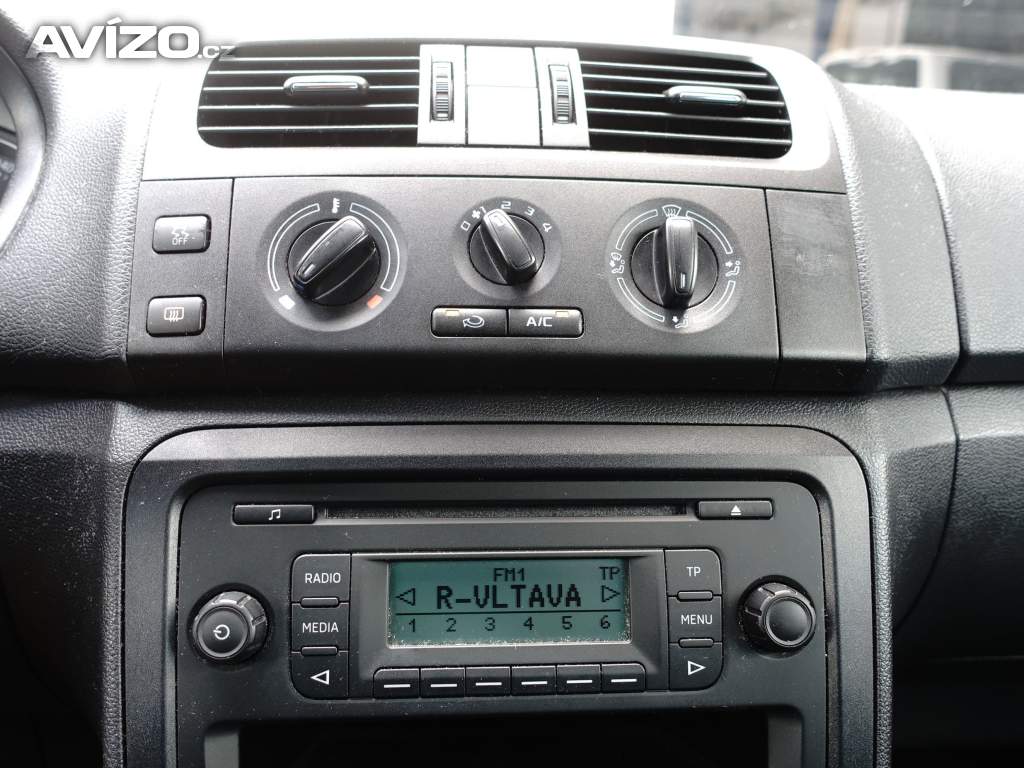 AVÍZO.cz
OFF
0 1 2 3 4
A/C
RADIO
MEDIA
FM1 TP
R-VLTAVA
1 2 3 4 5 6
TP
MENU